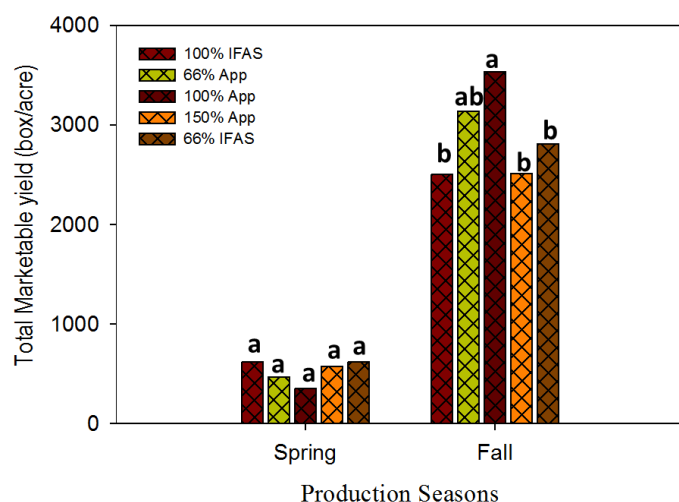 Total Marketable yield (box/acre)
4000
3000
2000
1000
0
100% IFAS
66% App
100% App
150% App
66% IFAS
a
a
a
a
a
b
ab
a
b
b
Spring
Fall
Production Seasons